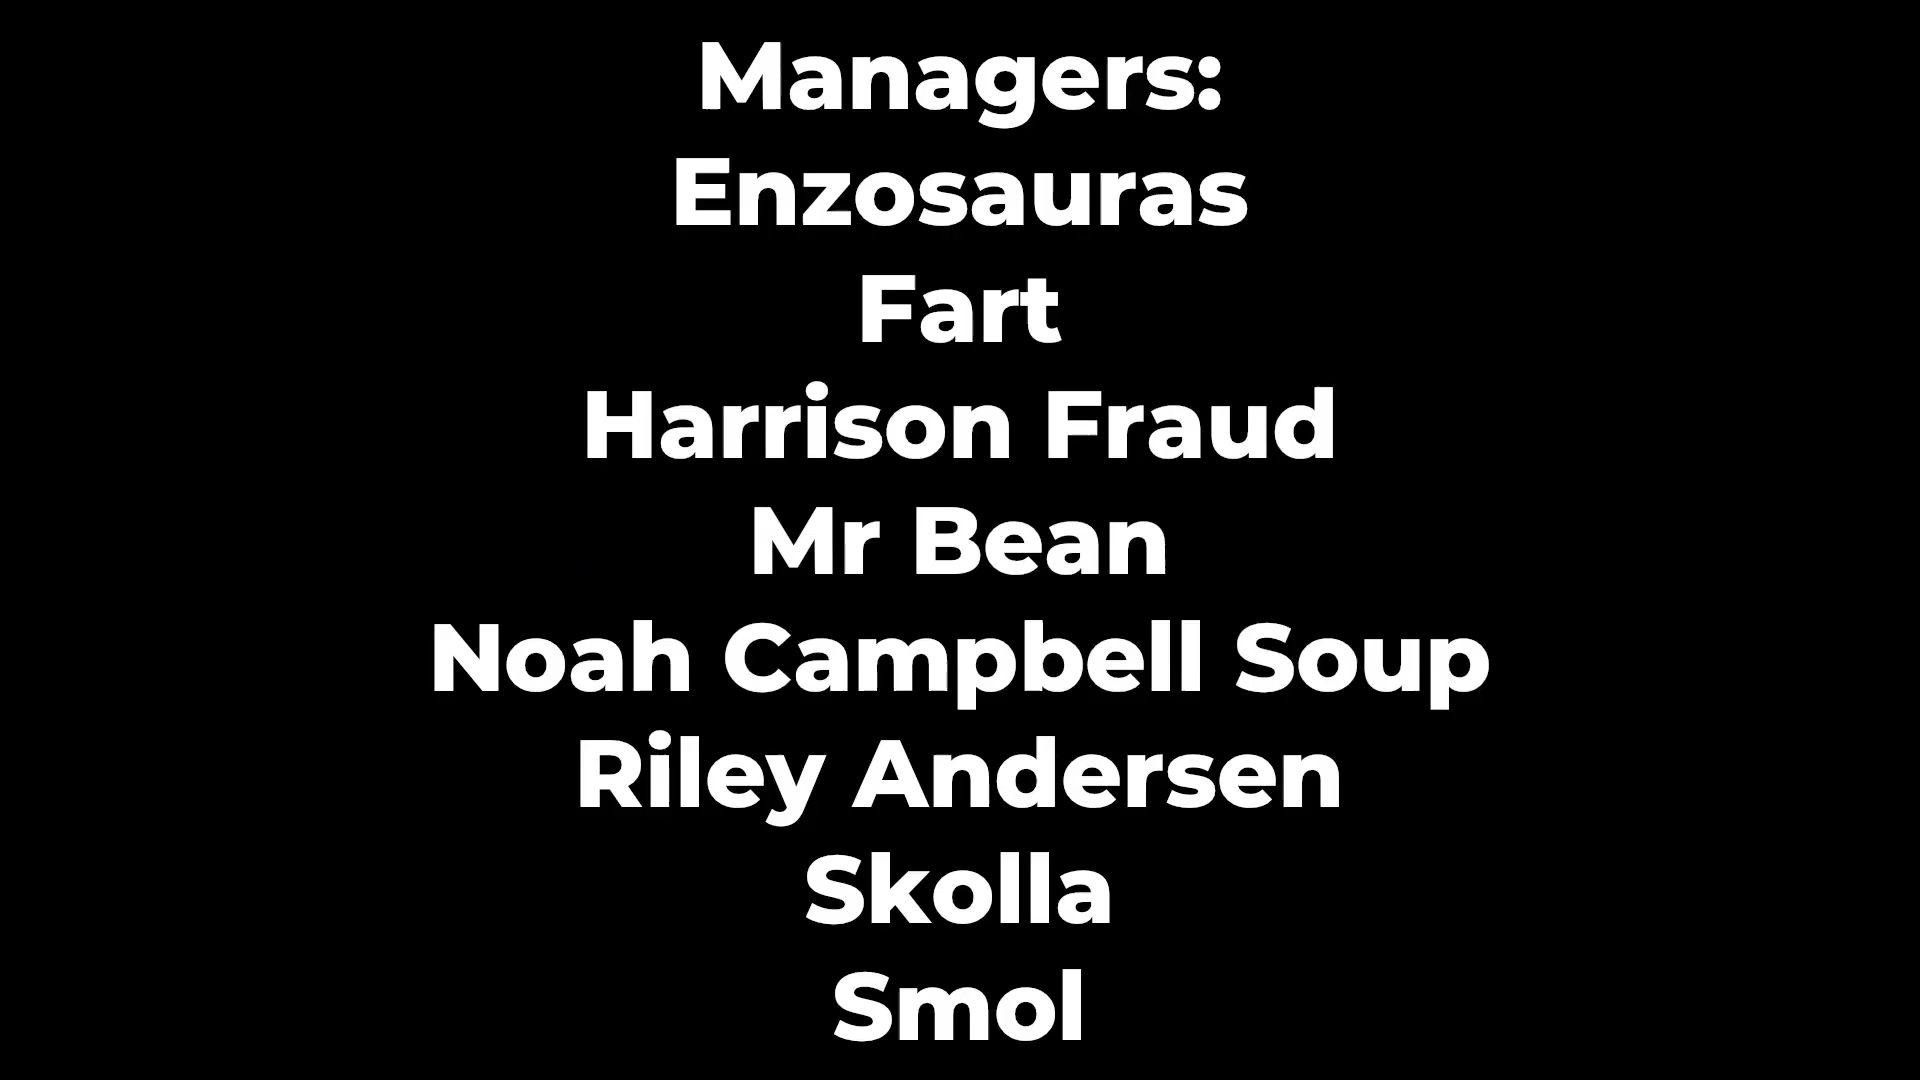 Managers:
Enzosauras
Fart
Harrison Fraud
Mr Bean
Noah Campbell Soup
Riley Andersen
Skolla
Smol